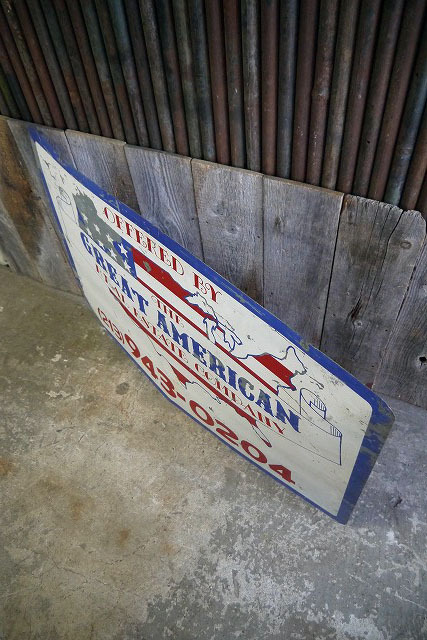 OFFERED BY
THE
GREAT AMERICAN
REAL ESTATE COMPANY
943-0204